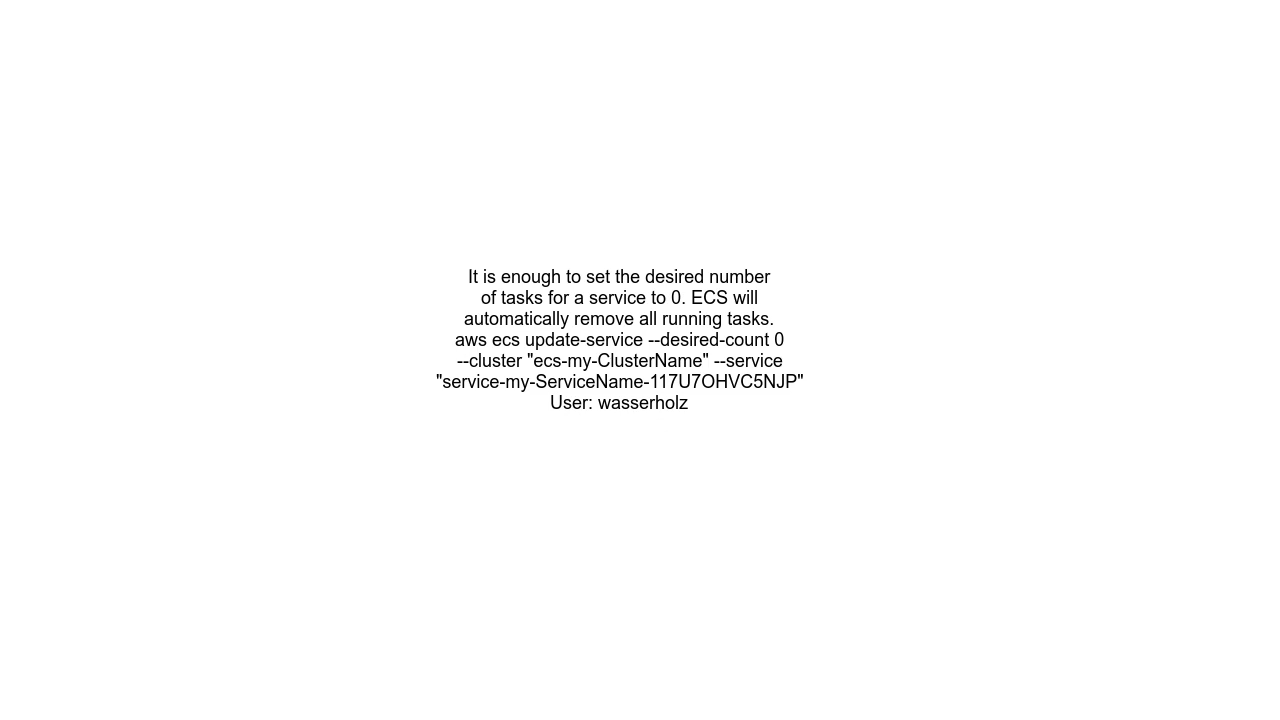 It is enough to set the desired number
of tasks for a service to 0. ECS will
automatically remove all running tasks.
aws ecs update-service --desired-count 0
--cluster "ecs-my-ClusterName" --service
"service-my-ServiceName-117U7OHVC5NJP"
User: wasserholz